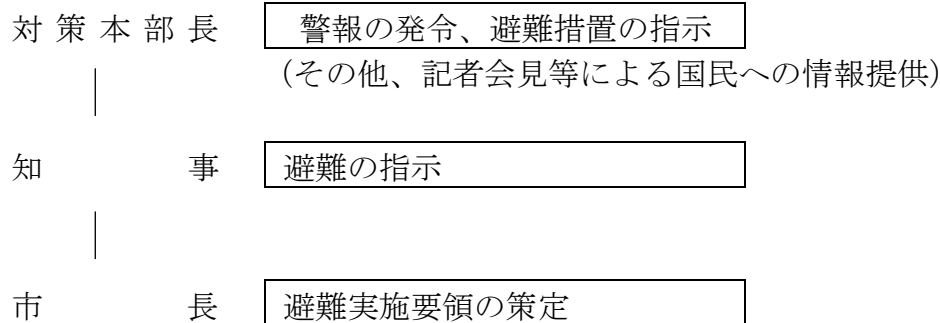 対策本部長 警報の発令、避難措置の指示
(その他、記者会見等による国民への情報提供)
知事 避難の指示
市長 避難実施要領の策定